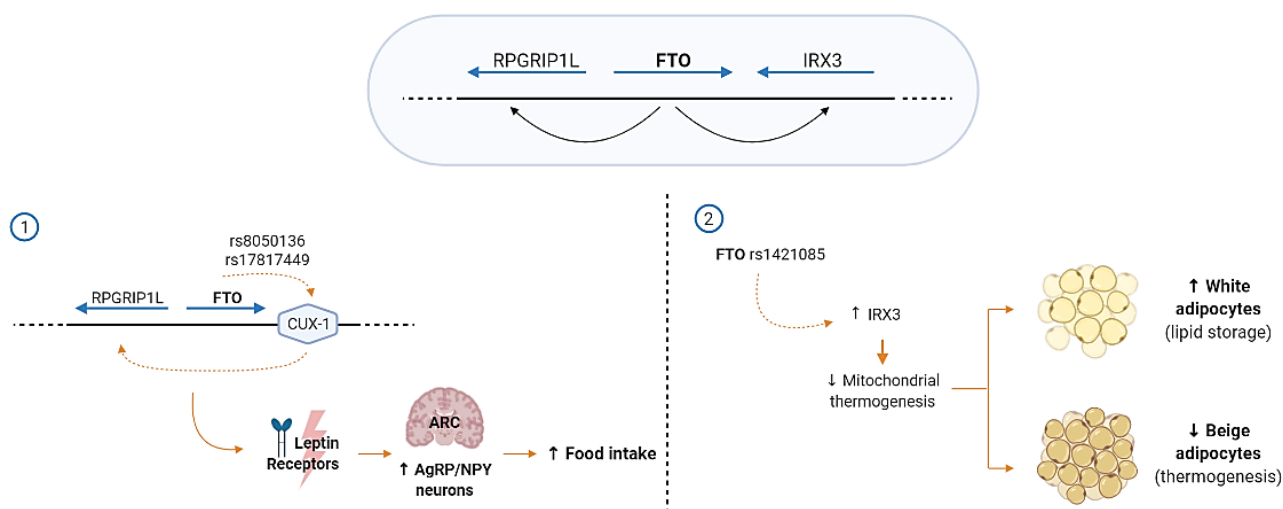 RPGRIP1L FTO IRX3
1
rs8050136
rs17817449
RPGRIP1L FTO
CUX-1
Leptin
Receptors
ARC
↑ AgRP/NPY
neurons
↑ Food intake
2
FTO rs1421085
↑ IRX3
↓ Mitochondrial
thermogenesis
↑ White
adipocytes
(lipid storage)
↓ Beige
adipocytes
(thermogenesis)